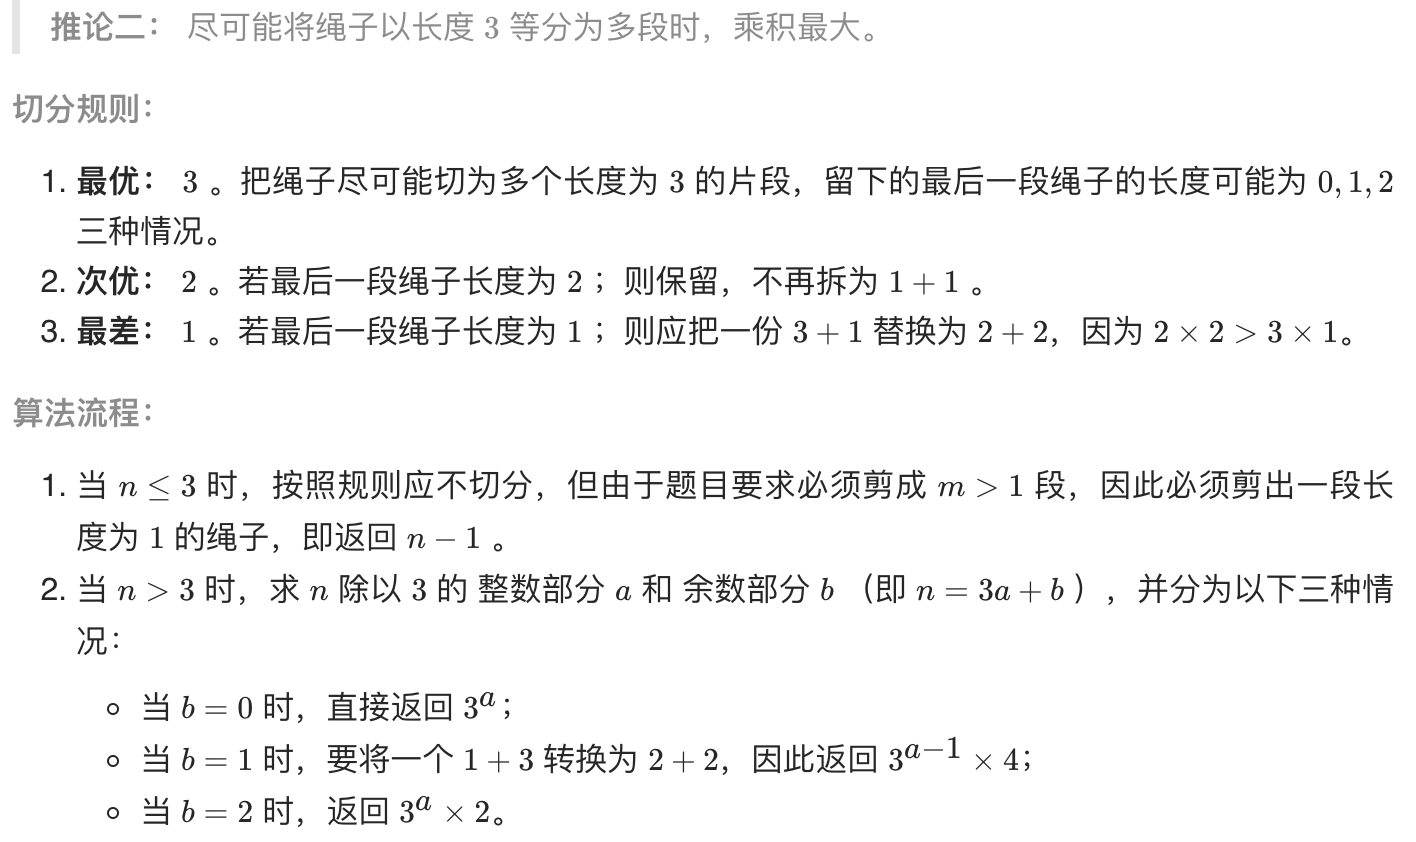 推论二： 尽可能将绳子以长度 3 等分为多段时，乘积最大。
切分规则：
1. 最优： 3 。把绳子尽可能切为多个长度为 3 的片段，留下的最后一段绳子的长度可能为 0, 1, 2
三种情况。
2. 次优： 2 。若最后一段绳子长度为 2 ；则保留，不再拆为 1 + 1 。
3. 最差： 1 。若最后一段绳子长度为 1 ；则应把一份 3 + 1 替换为 2 + 2，因为 2 × 2 > 3 × 1。
算法流程：
1. 当 n ≤ 3 时，按照规则应不切分，但由于题目要求必须剪成 m > 1 段，因此必须剪出一段长
度为 1 的绳子，即返回 n − 1 。
2. 当 n > 3 时，求 n 除以 3 的 整数部分 a 和 余数部分 b （即 n = 3a + b ），并分为以下三种情
况：
○ 当 b = 0 时，直接返回 3^a；
○ 当 b = 1 时，要将一个 1 + 3 转换为 2 + 2，因此返回 3^{a−1} × 4；
○ 当 b = 2 时，返回 3^a × 2。